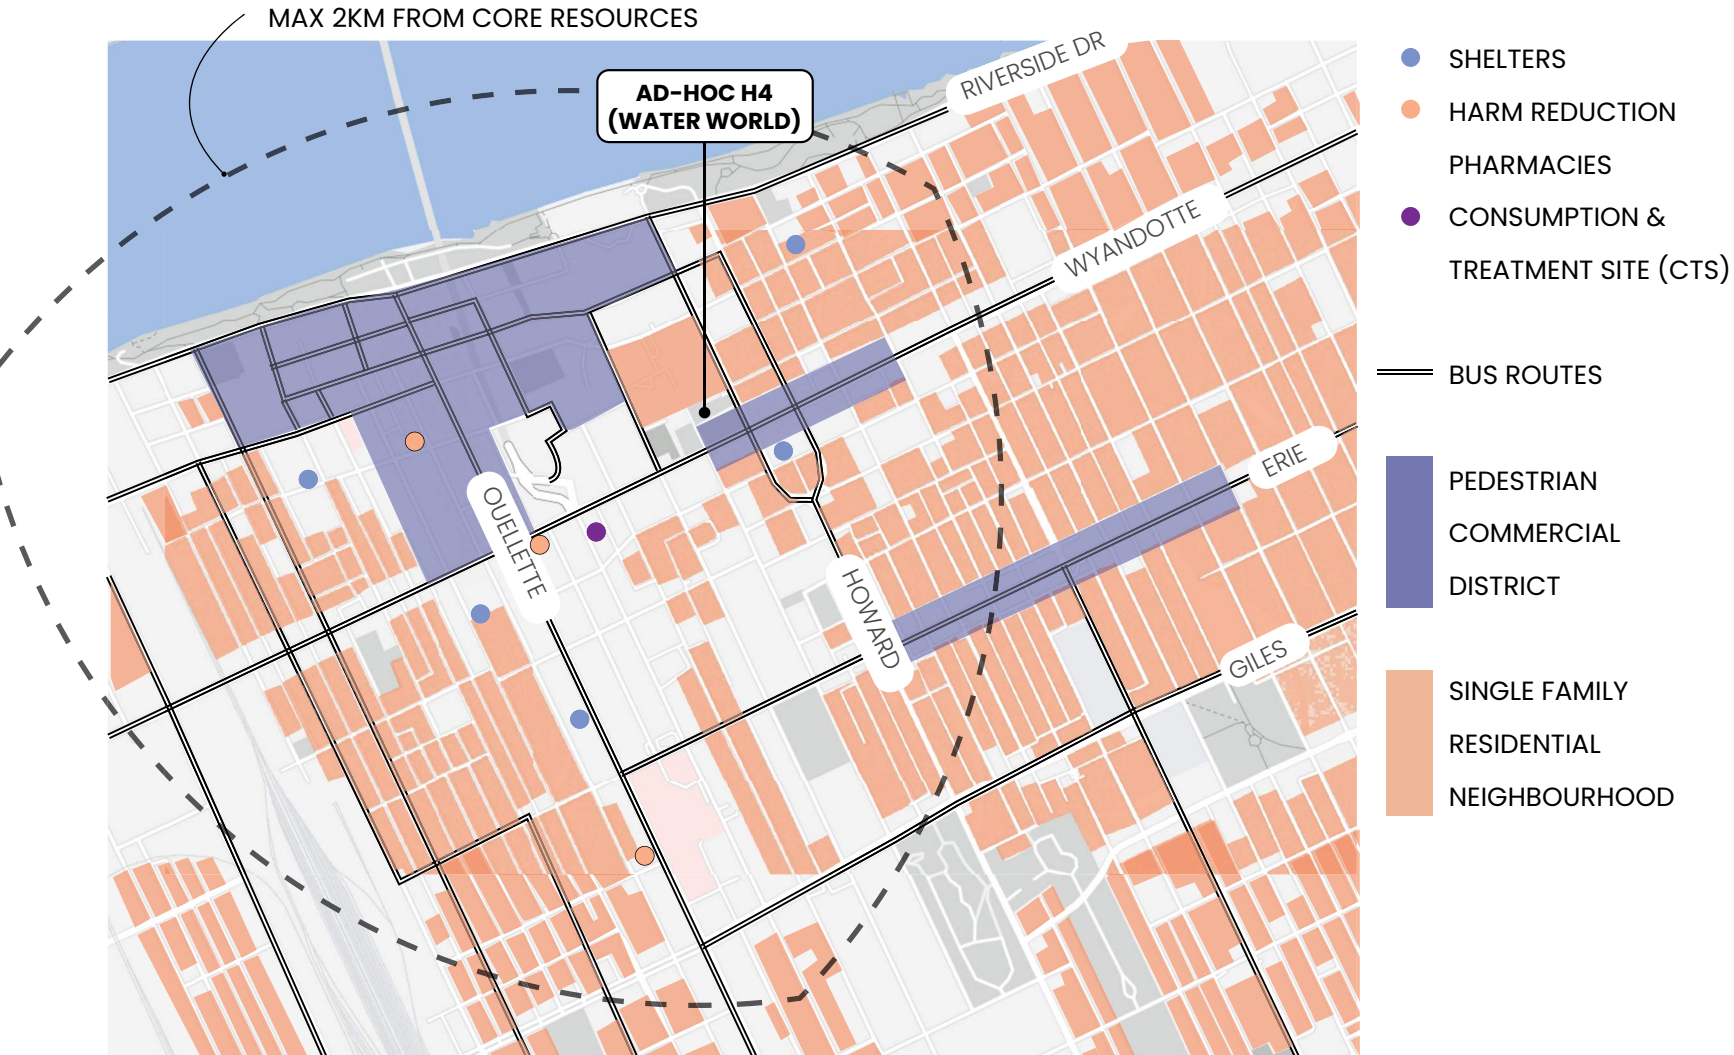 MAX 2KM FROM CORE RESOURCES
AD-HOC H4
(WATER WORLD)
RIVERSIDE DR
WYANDOTTE
OUELLETTE
HOWARD
ERIE
GILES
SHELTERS
HARM REDUCTION
PHARMACIES
CONSUMPTION &
TREATMENT SITE (CTS)
BUS ROUTES
PEDESTRIAN
COMMERCIAL
DISTRICT
SINGLE FAMILY
RESIDENTIAL
NEIGHBOURHOOD